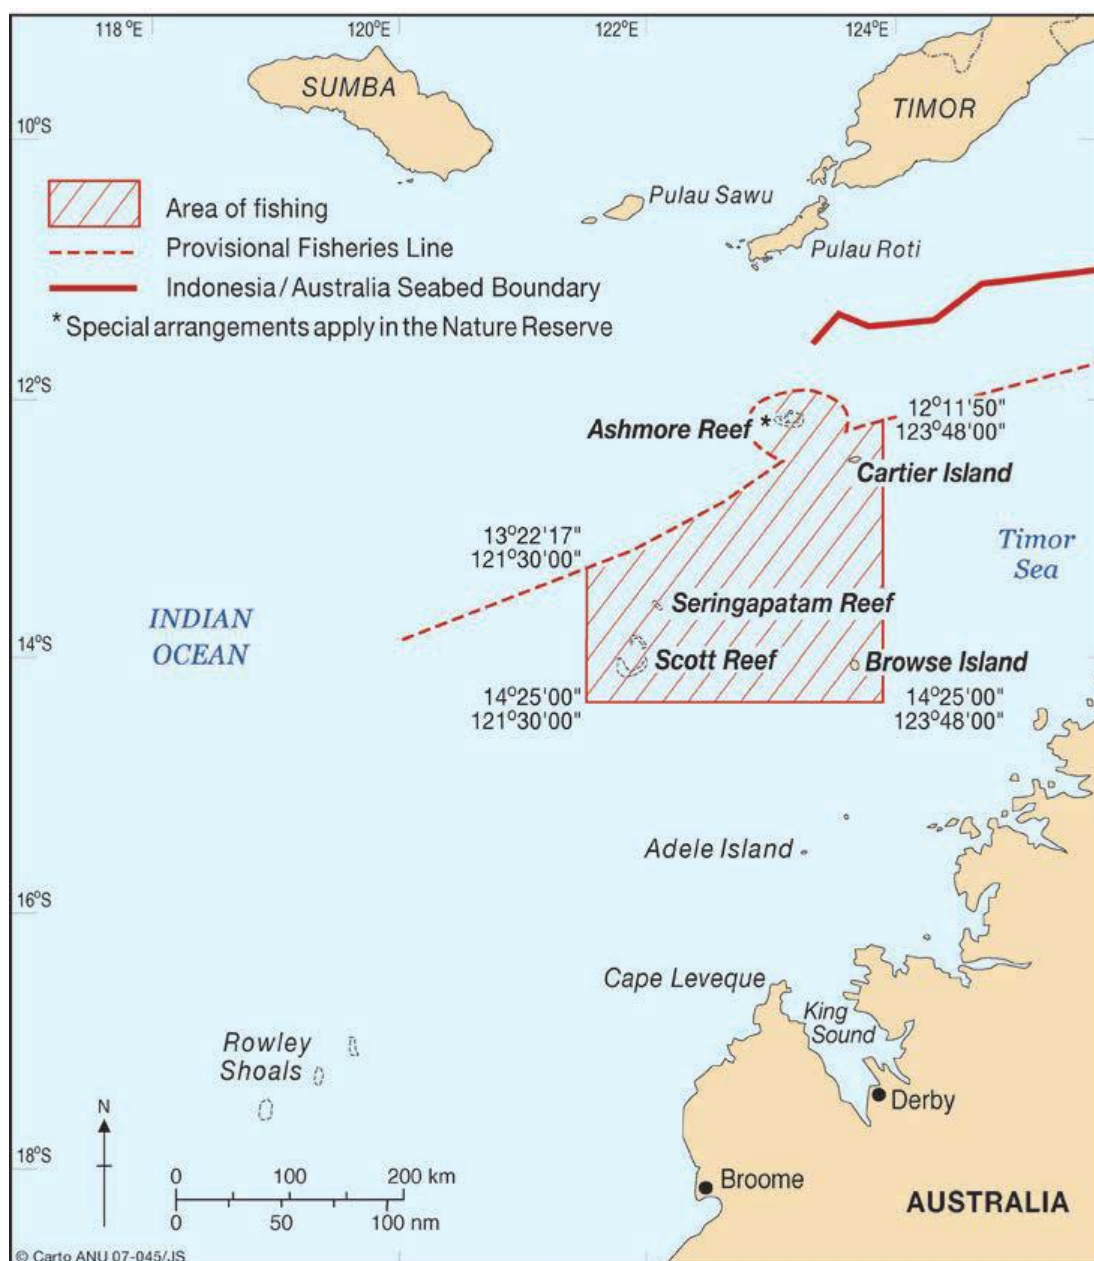 118 °E
120°E
122°E
124°E
SUMBA
TIMOR
10°S
Pulau Sawu
Pulau Roti
Area of fishing
Provisional Fisheries Line
Indonesia/Australia Seabed Boundary
* Special arrangements apply in the Nature Reserve
12°S
12°11'50"
123°48'00"
Ashmore Reef *
Cartier Island
13°22'17"
121°30'00"
Timor
Sea
Seringapatam Reef
INDIAN
OCEAN
14°S
Scott Reef
Browse Island
14°25'00"
121°30'00"
14°25'00"
123°48'00"
Adele Island
16°S
Cape Leveque
King
Sound
Rowley
Shoals
Derby
N
18°S
0 100 200 km
0 50 100 nm
Broome
AUSTRALIA
© Carto ANU 07-045/JS